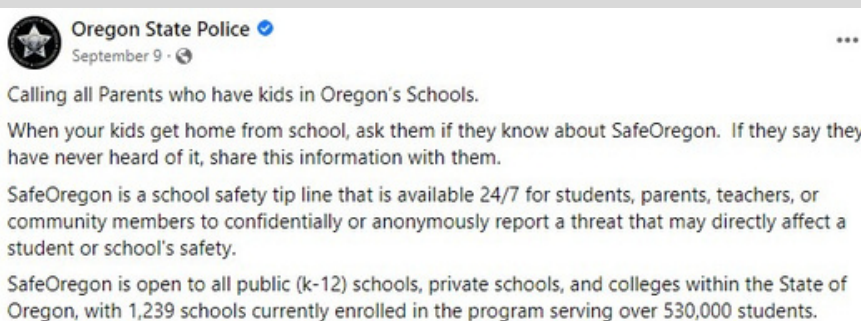 Oregon State Police
September 9 ·
Calling all Parents who have kids in Oregon's Schools.
When your kids get home from school, ask them if they know about SafeOregon.  If they say they
have never heard of it, share this information with them.
SafeOregon is a school safety tip line that is available 24/7 for students, parents, teachers, or
community members to confidentially or anonymously report a threat that may directly affect a
student or school's safety.
SafeOregon is open to all public (k-12) schools, private schools, and colleges within the State of
Oregon, with 1,239 schools currently enrolled in the program serving over 530,000 students.